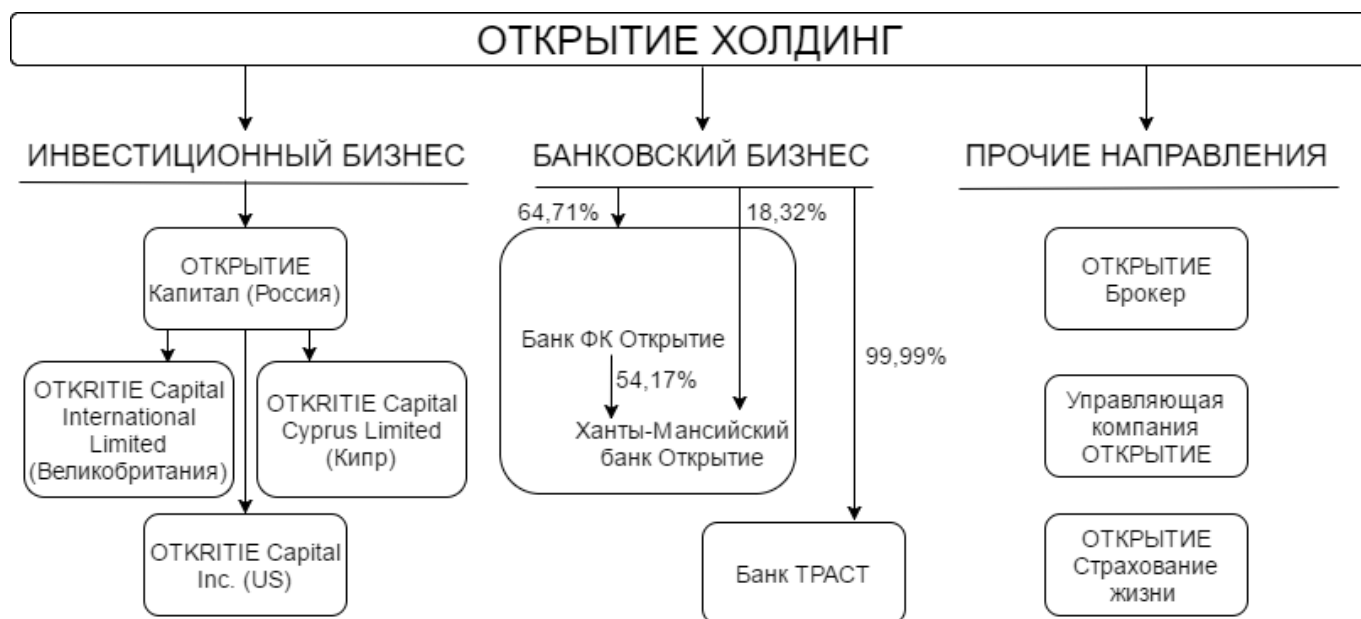 ОТКРЫТИЕ ХОЛДИНГ
ИНВЕСТИЦИОННЫЙ БИЗНЕС
ОТКРЫТИЕ
Капитал (Россия)
OTKRITIE Capital
International
Limited
(Великобритания)
OTKRITIE Capital
Cyprus Limited
(Кипр)
OTKRITIE Capital
Inc. (US)
БАНКОВСКИЙ БИЗНЕС
64,71%
18,32%
Банк ФК Открытие
54,17%
99,99%
Ханты-Мансийский
банк Открытие
Банк ТРАСТ
ПРОЧИЕ НАПРАВЛЕНИЯ
ОТКРЫТИЕ
Брокер
Управляющая
компания
ОТКРЫТИЕ
ОТКРЫТИЕ
Страхование
жизни